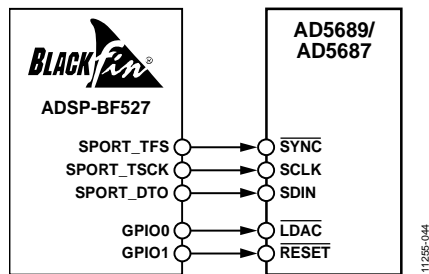 BLACKfin®
ADSP-BF527
SPORT_TFS
SPORT_TSCK
SPORT_DTO
GPIO0
GPIO1
AD5689/
AD5687
SYNC
SCLK
SDIN
LDAC
RESET
11255-044